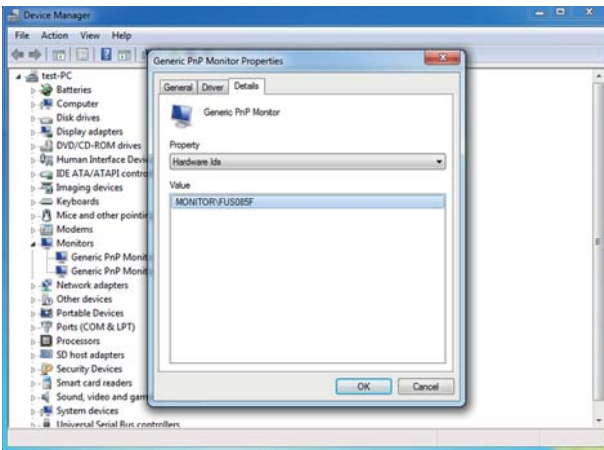 Device Manager
File Action View Help
test-PC
Batteries
Computer
Disk drives
Display adapters
DVD/CD-ROM drives
Human Interface Devi
IDE ATA/ATAPI contro
Imaging devices
Keyboards
Mice and other pointin
Modems
Monitors
Generic PnP Monit
Generic PnP Monit
Network adapters
Other devices
Portable Devices
Ports (COM & LPT)
Processors
SD host adapters
Security Devices
Smart card readers
Sound, video and gam
System devices
Universal Serial Bus controllers
Generic PnP Monitor Properties
General Driver Details
Generic PnP Monitor
Property
Hardware Ids
Value
MONITOR\FUS085F
OK Cancel